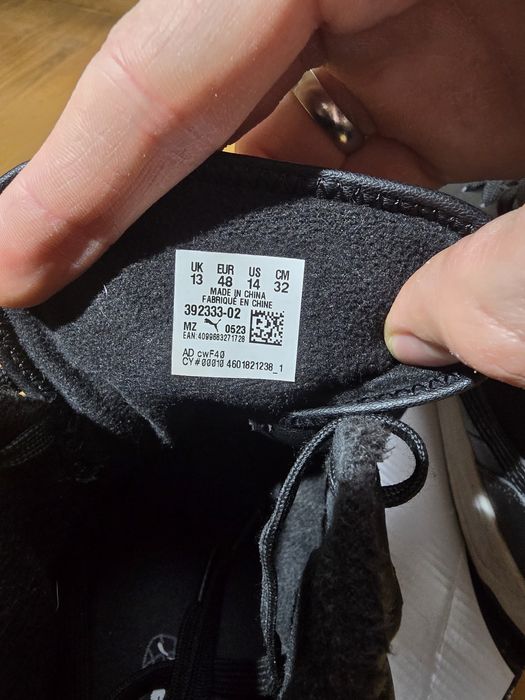 UK EUR US CM
13 48 14 32
MADE IN CHINA
FABRIQUÉ EN CHINE
392333-02
MZ 0523
EAN:4099683271728
AD cwF40
CY#00010 4601821238_1